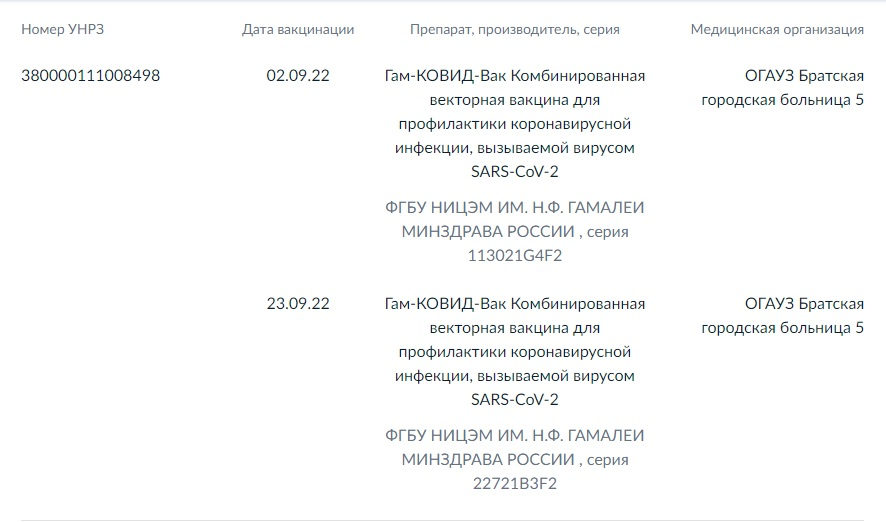 Номер УНРЗ Дата вакцинации Препарат, производитель, серия Медицинская организация
380000111008498 02.09.22 Гам-КОВИД-Вак Комбинированная ОГАУЗ Братская
векторная вакцина для городская больница 5
профилактики коронавирусной
инфекции, вызываемой вирусом
SARS-CoV-2
ФГБУ НИЦЭМ ИМ. Н.Ф. ГАМАЛЕИ
МИНЗДРАВА РОССИИ , серия
113021G4F2
23.09.22 Гам-КОВИД-Вак Комбинированная ОГАУЗ Братская
векторная вакцина для городская больница 5
профилактики коронавирусной
инфекции, вызываемой вирусом
SARS-CoV-2
ФГБУ НИЦЭМ ИМ. Н.Ф. ГАМАЛЕИ
МИНЗДРАВА РОССИИ , серия
22721B3F2